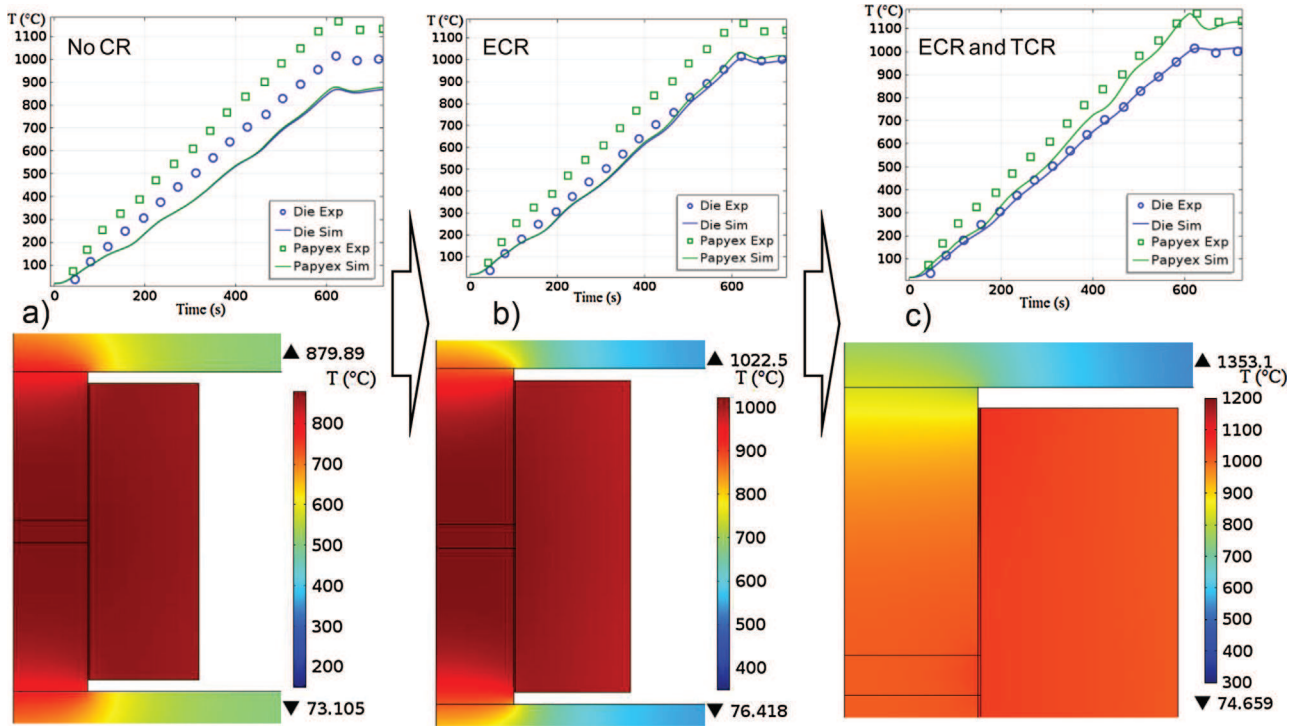 T (°C)
No CR
1100
1000
900
800
700
600
500
400
300
200
100
0
200
400
600
Time (s)
Die Exp
Die Sim
Papyex Exp
Papyex Sim
a)
T (°C)
ECR
1100
1000
900
800
700
600
500
400
300
200
100
0
200
400
600
Time (s)
Die Exp
Die Sim
Papyex Exp
Papyex Sim
b)
T (°C)
ECR and TCR
1100
1000
900
800
700
600
500
400
300
200
100
0
200
400
600
Time (s)
Die Exp
Die Sim
Papyex Exp
Papyex Sim
c)
▲ 879.89
T (°C)
800
700
600
500
400
300
200
▼ 73.105
▲ 1022.5
T (°C)
1000
900
800
700
600
500
400
▼ 76.418
▲ 1353.1
T (°C)
1200
1100
1000
900
800
700
600
500
400
300
▼ 74.659